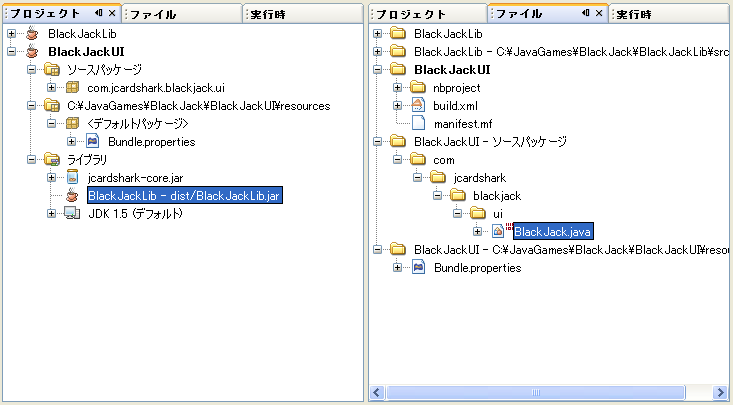 プロジェクト
ファイル
実行時
BlackJackLib
BlackJackUI
ソースパッケージ
com.jcardshark.blackjack.ui
C:¥JavaGames¥BlackJack¥BlackJackUI¥resources
<デフォルトパッケージ>
Bundle.properties
ライブラリ
jcardshark-core.jar
BlackJackLib - dist/BlackJackLib.jar
JDK 1.5 (デフォルト)
プロジェクト
ファイル
実行時
BlackJackLib
BlackJackLib - C:¥JavaGames¥BlackJack¥BlackJackLib¥src
BlackJackUI
nbproject
build.xml
manifest.mf
BlackJackUI - ソースパッケージ
com
jcardshark
blackjack
ui
BlackJack.java
BlackJackUI - C:¥JavaGames¥BlackJack¥BlackJackUI¥resou
Bundle.properties